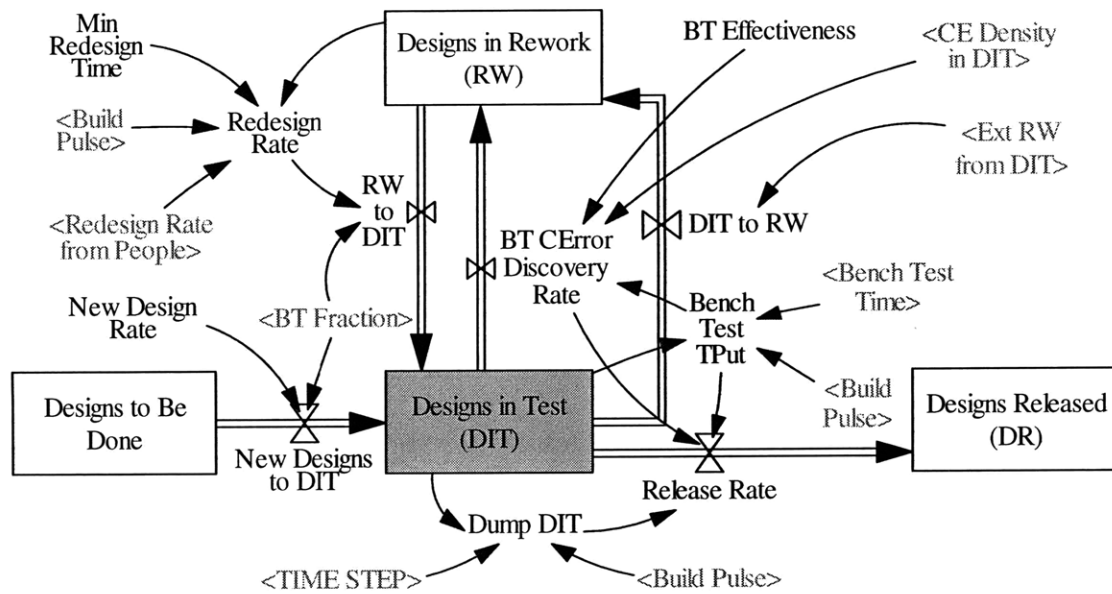 Min
Redesign
Time
Designs in Rework
(RW)
BT Effectiveness
<CE Density
in DIT>
<Build
Pulse>
Redesign
Rate
<Ext RW
from DIT>
<Redesign Rate
from People>
RW
to
DIT
BT CError
Discovery
Rate
DIT to RW
New Design
Rate
<BT Fraction>
Bench
Test
TPut
<Bench Test
Time>
<Build
Pulse>
Designs to Be
Done
New Designs
to DIT
Designs in Test
(DIT)
Release Rate
Designs Released
(DR)
Dump DIT
<TIME STEP>
<Build Pulse>